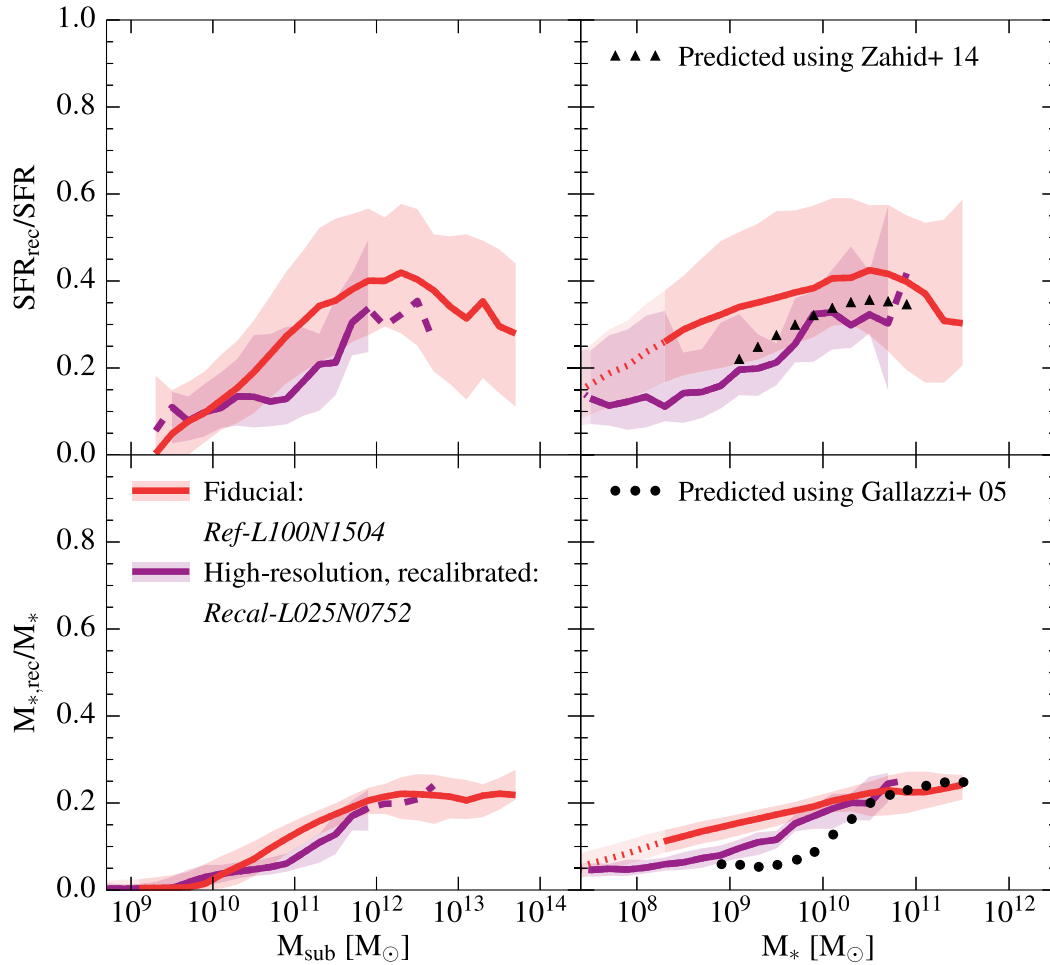 1.0
0.8
0.6
0.4
0.2
0.0
SFR_rec/SFR
▲ ▲ ▲ Predicted using Zahid+ 14
0.8
0.6
0.4
0.2
0.0
M_∗,rec/M_∗
Fiducial:
Ref-L100N1504
High-resolution, recalibrated:
Recal-L025N0752
● ● ● Predicted using Gallazzi+ 05
10^9 10^10 10^11 10^12 10^13 10^14
M_sub [M_⊙]
10^8 10^9 10^10 10^11 10^12
M_∗ [M_⊙]